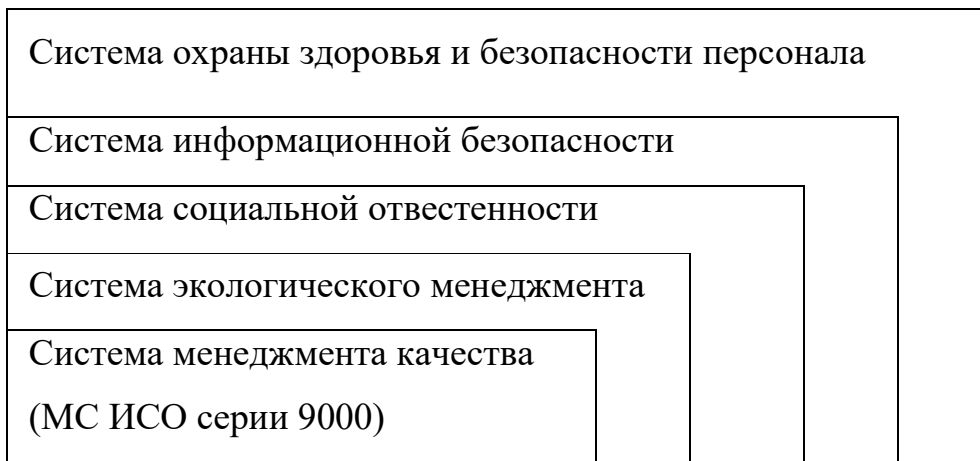 Система охраны здоровья и безопасности персонала
Система информационной безопасности
Система социальной отвестенности
Система экологического менеджмента
Система менеджмента качества
(МС ИСО серии 9000)